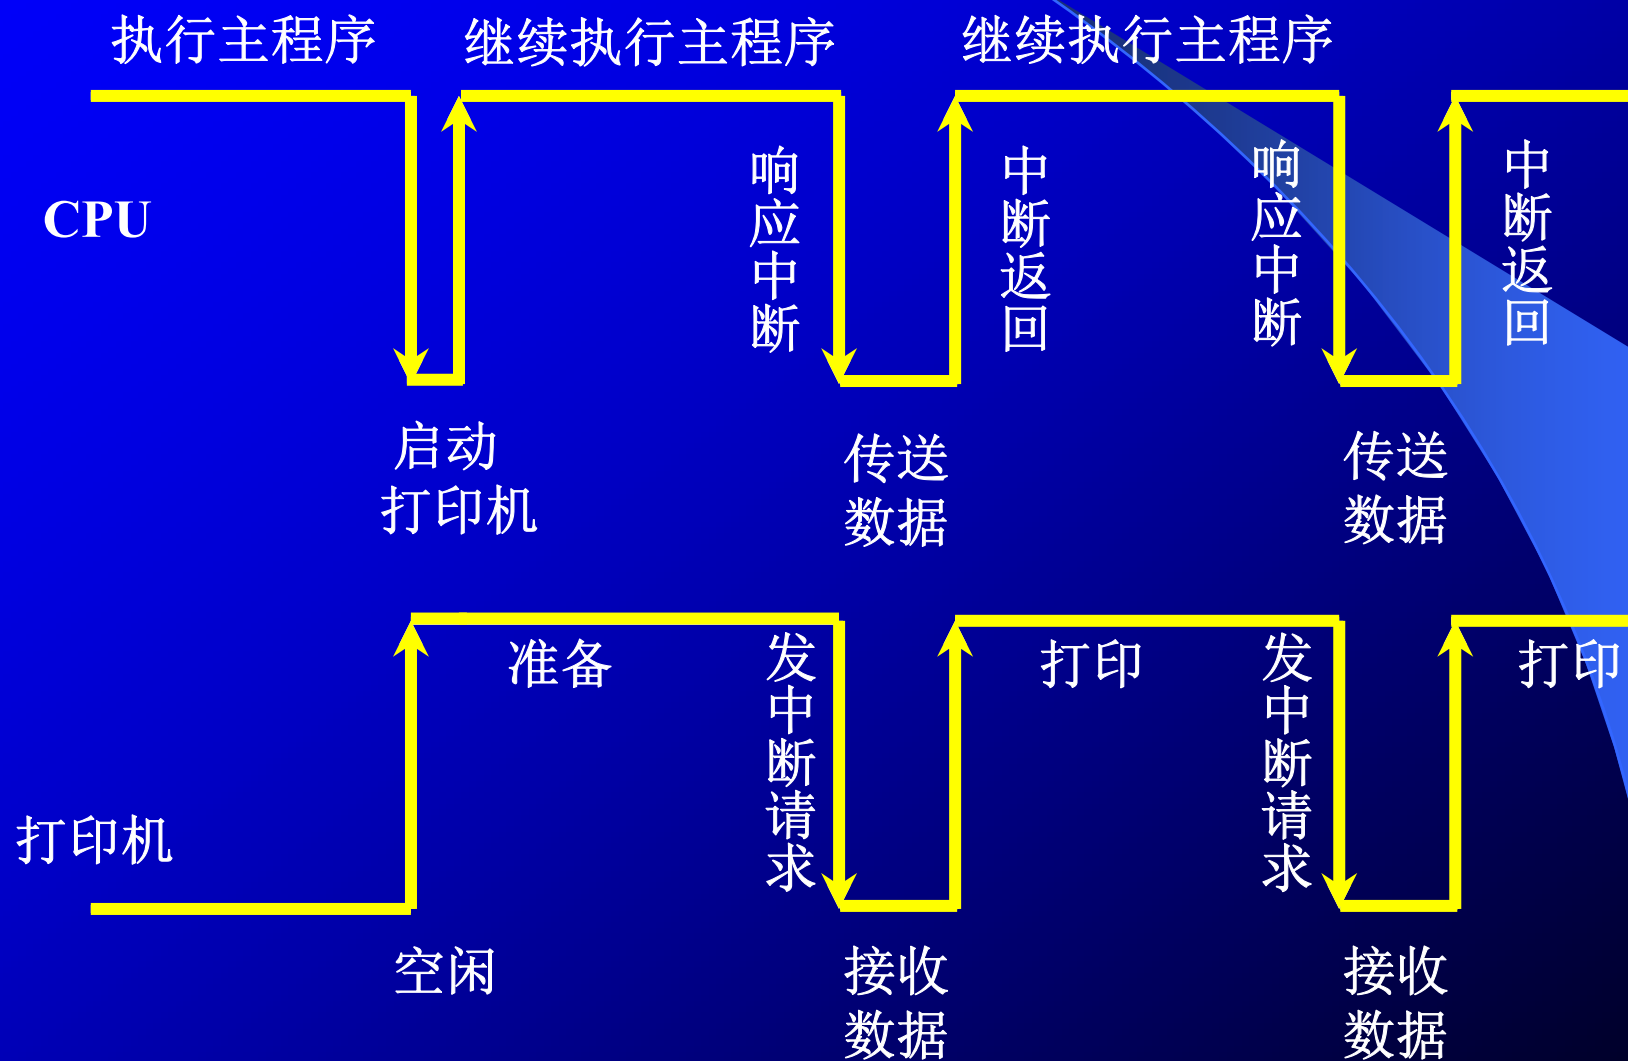 执行主程序
继续执行主程序
继续执行主程序
CPU
响应中断
中断返回
响应中断
中断返回
启动
打印机
传送
数据
传送
数据
准备
发中断请求
打印
发中断请求
打印
打印机
空闲
接收
数据
接收
数据